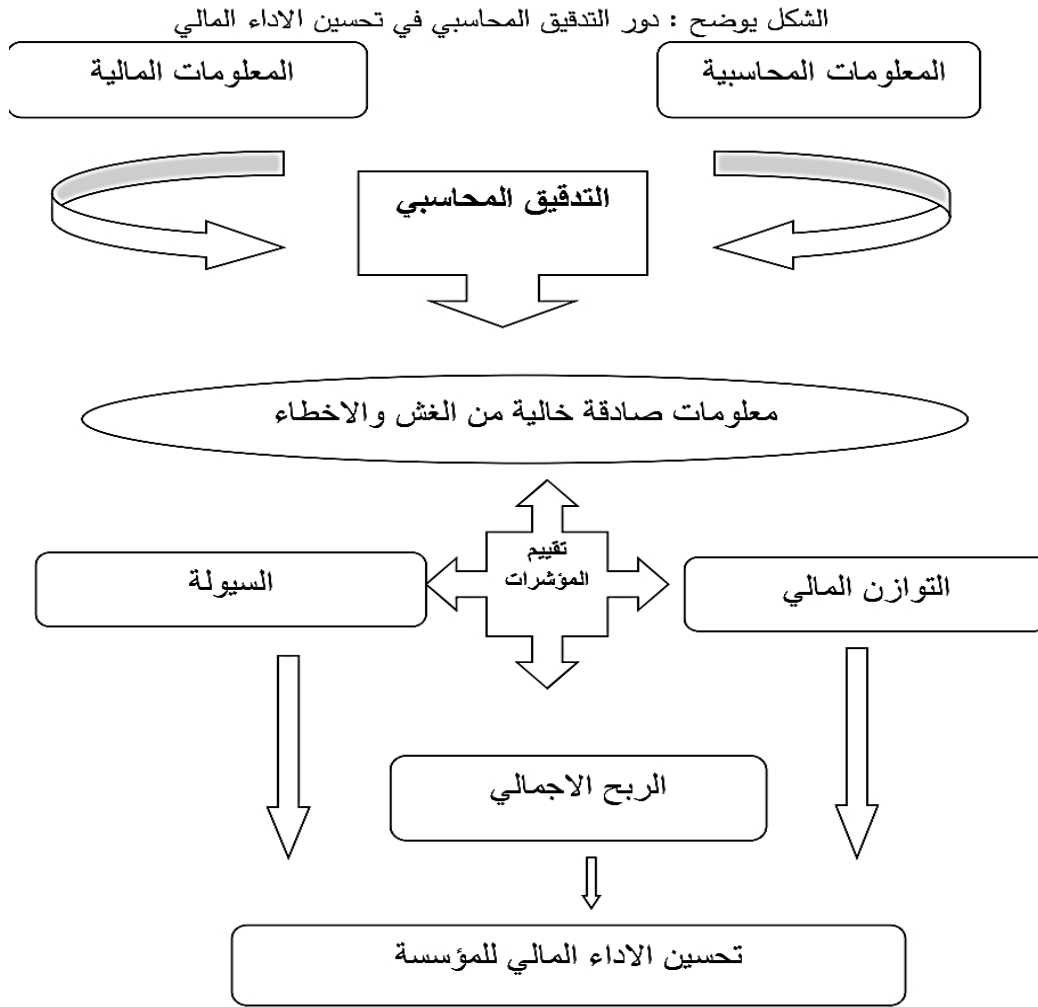 الشكل يوضح : دور التدقيق المحاسبي في تحسين الاداء المالي
المعلومات المحاسبية
المعلومات المالية
التدقيق المحاسبي
معلومات صادقة خالية من الغش والاخطاء
تقييم
المؤشرات
التوازن المالي
السيولة
الربح الاجمالي
تحسين الاداء المالي للمؤسسة